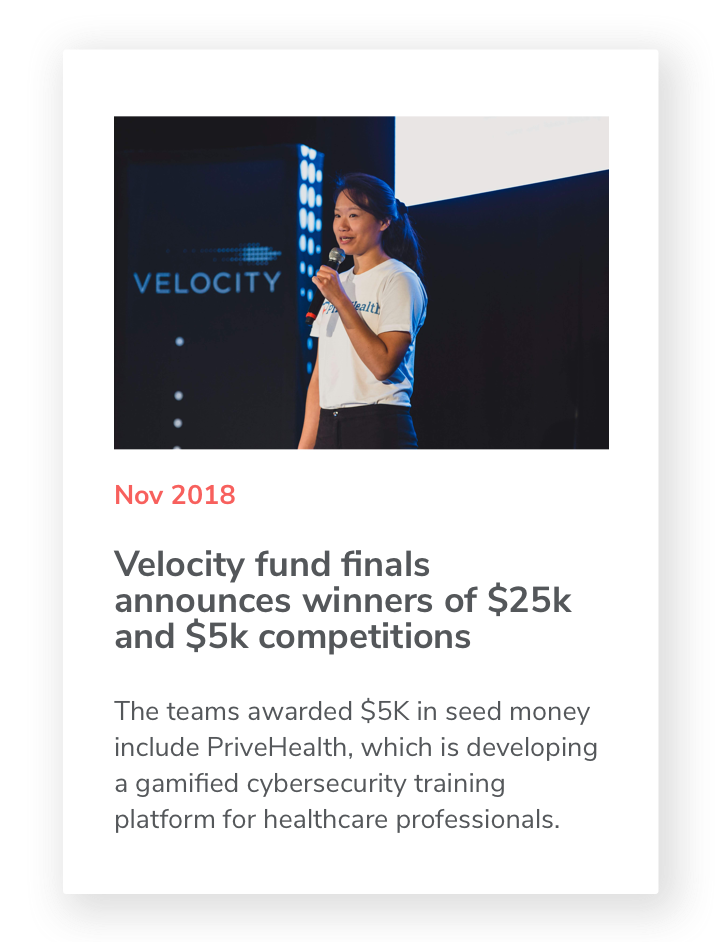 VELOCITY
Health
Nov 2018
Velocity fund finals
announces winners of $25k
and $5k competitions
The teams awarded $5K in seed money
include PriveHealth, which is developing
a gamified cybersecurity training
platform for healthcare professionals.